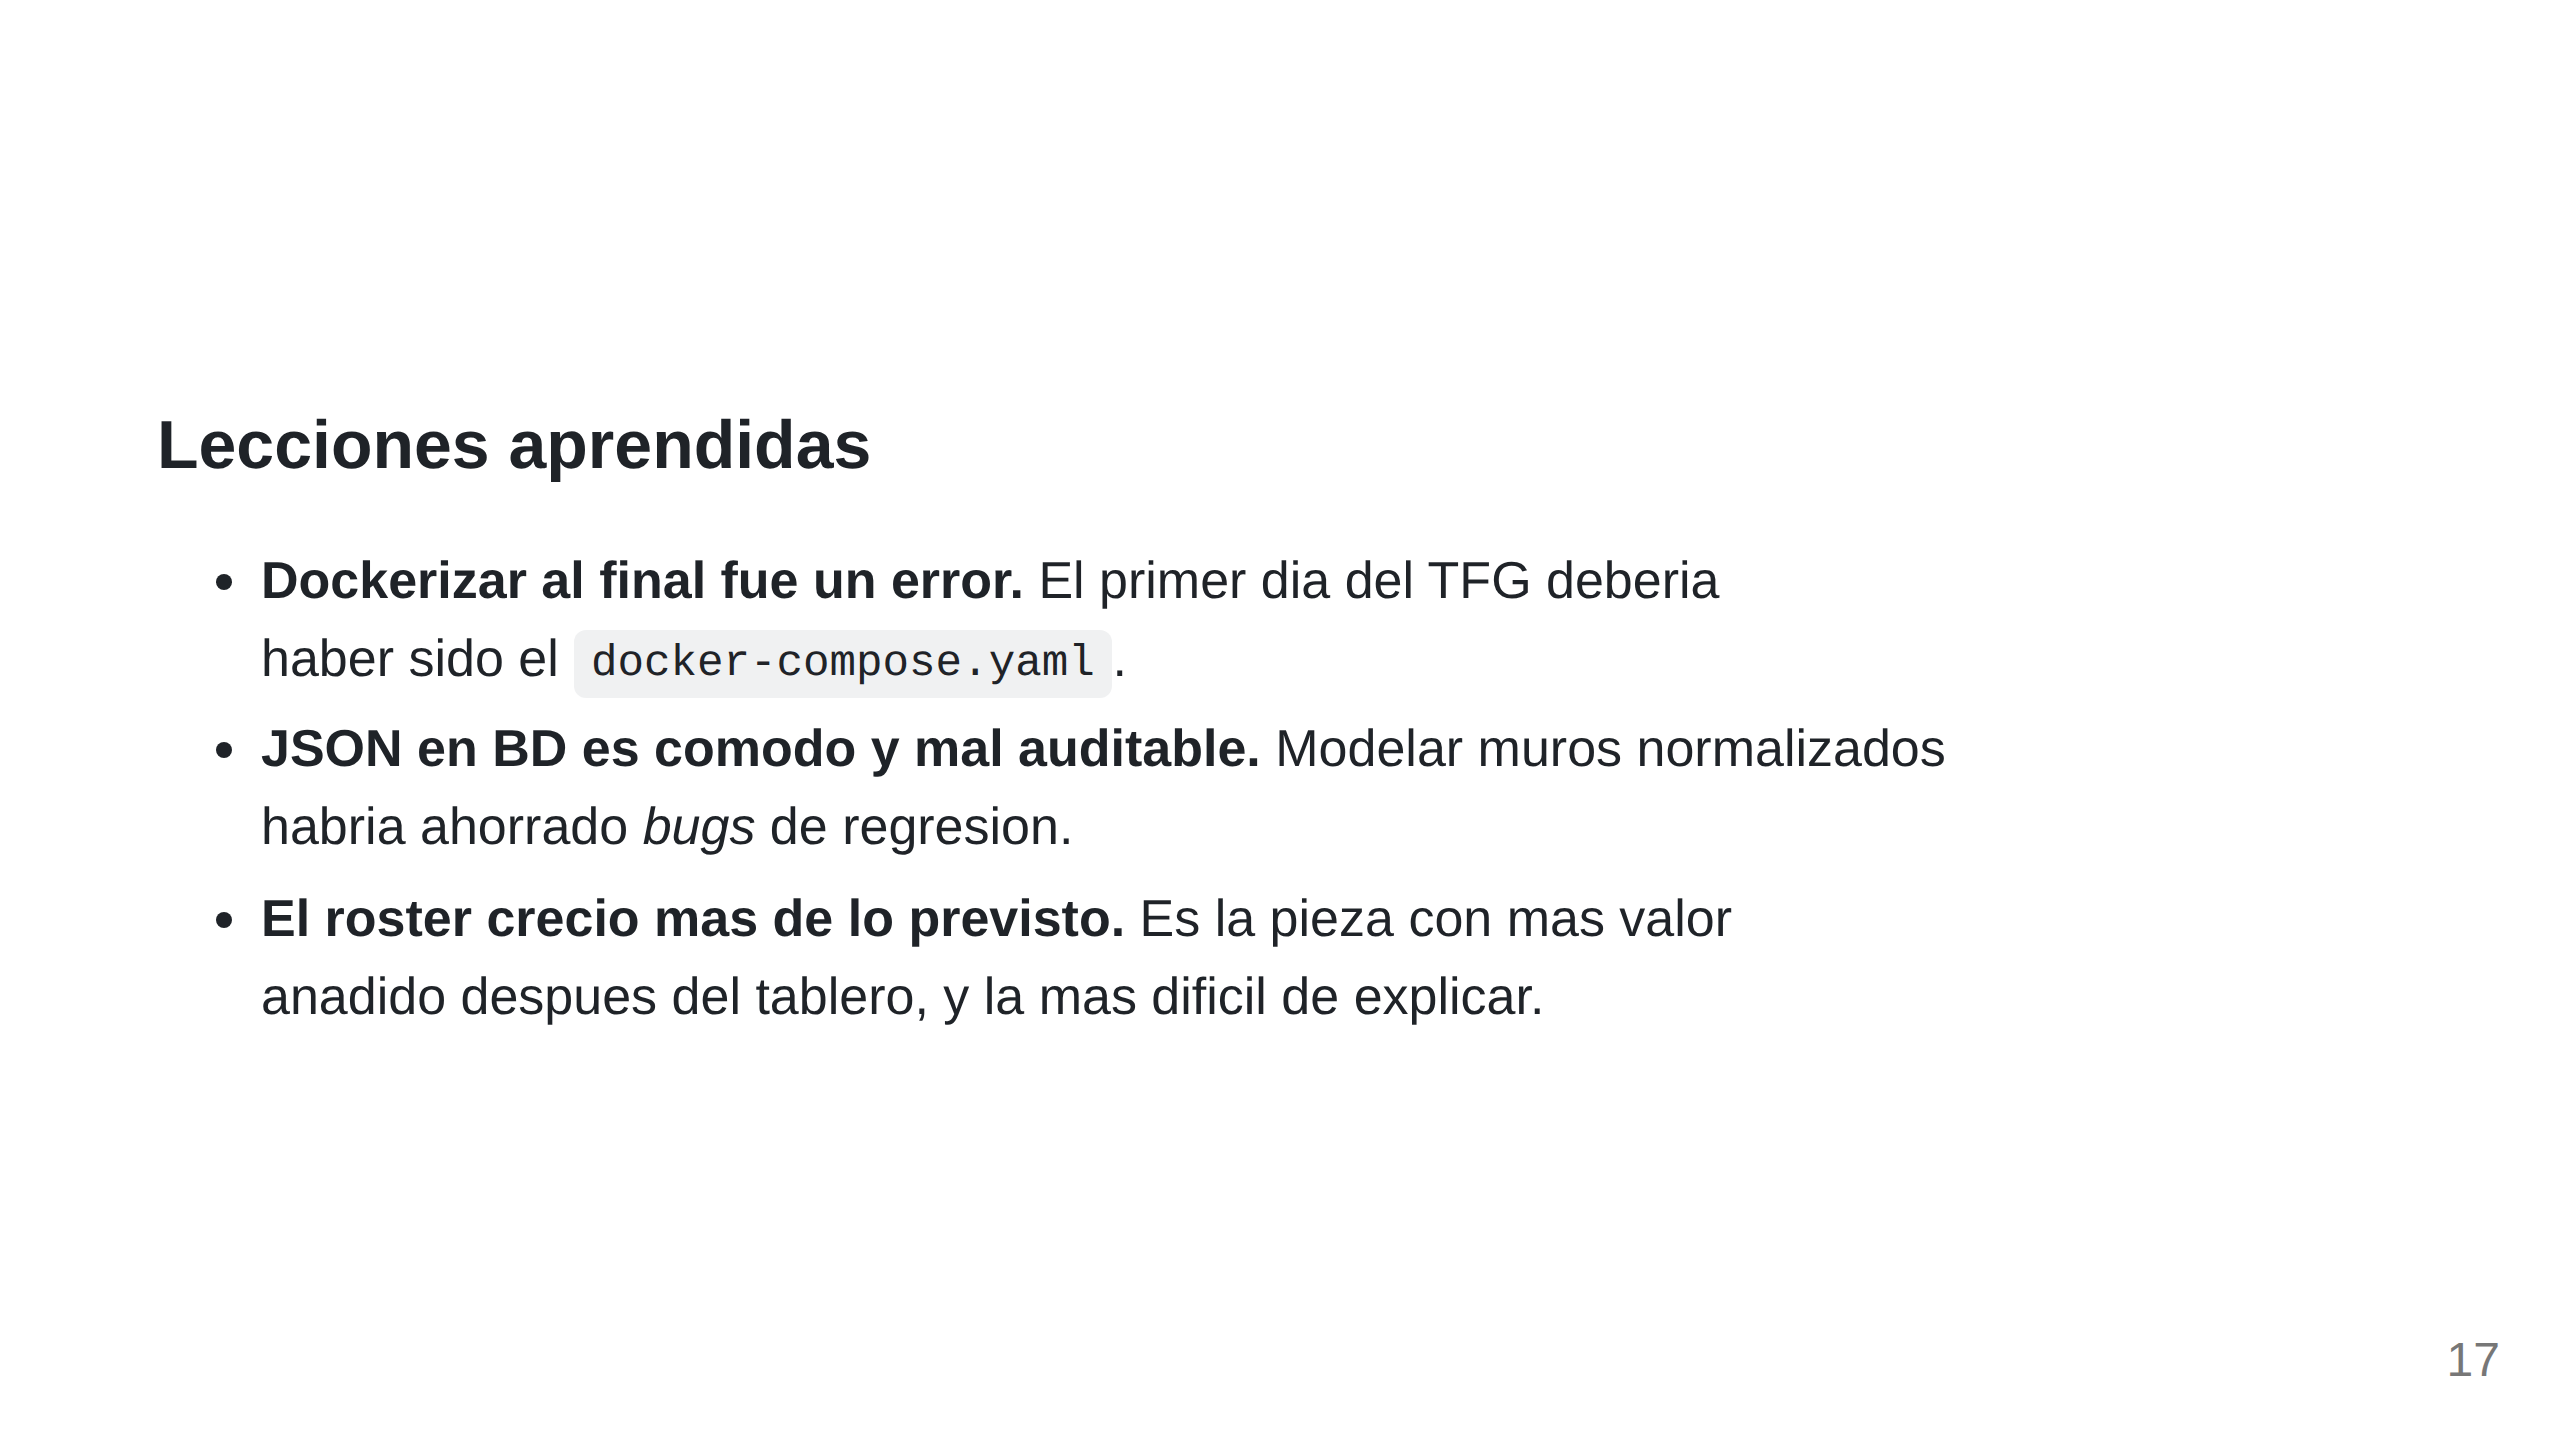 Lecciones aprendidas
• Dockerizar al final fue un error. El primer dia del TFG deberia
haber sido el docker-compose.yaml.
• JSON en BD es comodo y mal auditable. Modelar muros normalizados
habria ahorrado bugs de regresion.
• El roster crecio mas de lo previsto. Es la pieza con mas valor
anadido despues del tablero, y la mas dificil de explicar.
17